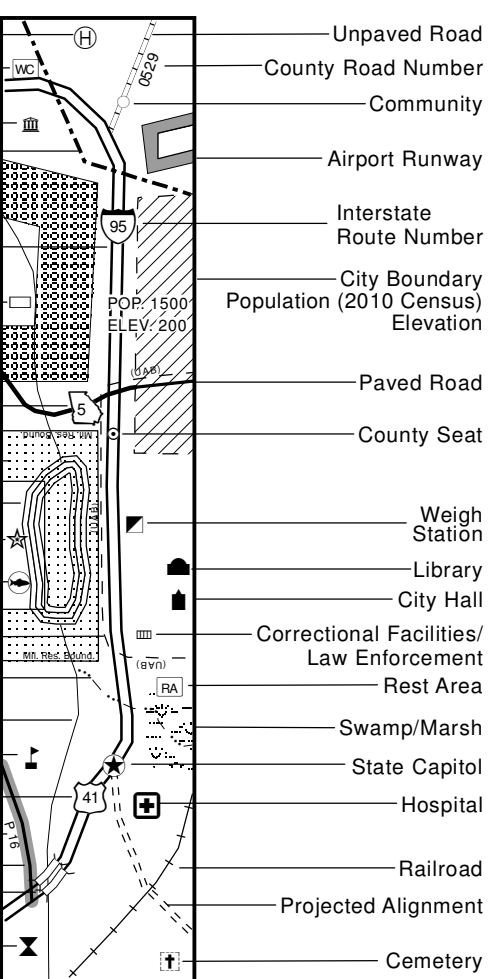 H
Unpaved Road
WC
0529
County Road Number
Community
Airport Runway
95
Interstate
Route Number
City Boundary
POP. 1500
Population (2010 Census)
ELEV. 200
Elevation
(UAB)
Paved Road
5
Mil. Res. Bound.
County Seat
(UAB)
Weigh
Station
Library
City Hall
Correctional Facilities/
Law Enforcement
Mil. Res. Bound.
(UAB)
RA
Rest Area
Swamp/Marsh
State Capitol
41
Hospital
P 16
Railroad
Projected Alignment
Cemetery